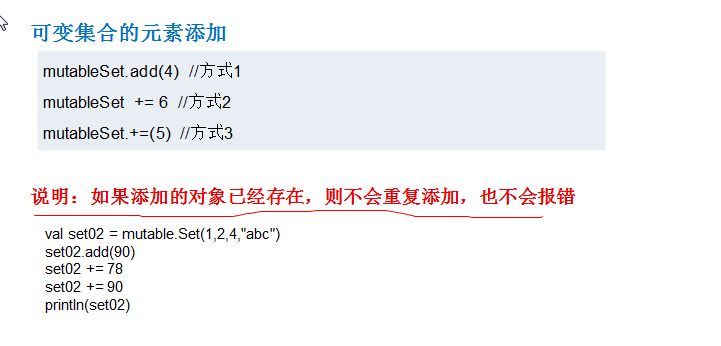 可变集合的元素添加
mutableSet.add(4) //方式1
mutableSet += 6 //方式2
mutableSet.+=(5) //方式3
说明：如果添加的对象已经存在，则不会重复添加，也不会报错
val set02 = mutable.Set(1,2,4,"abc")
set02.add(90)
set02 += 78
set02 += 90
println(set02)